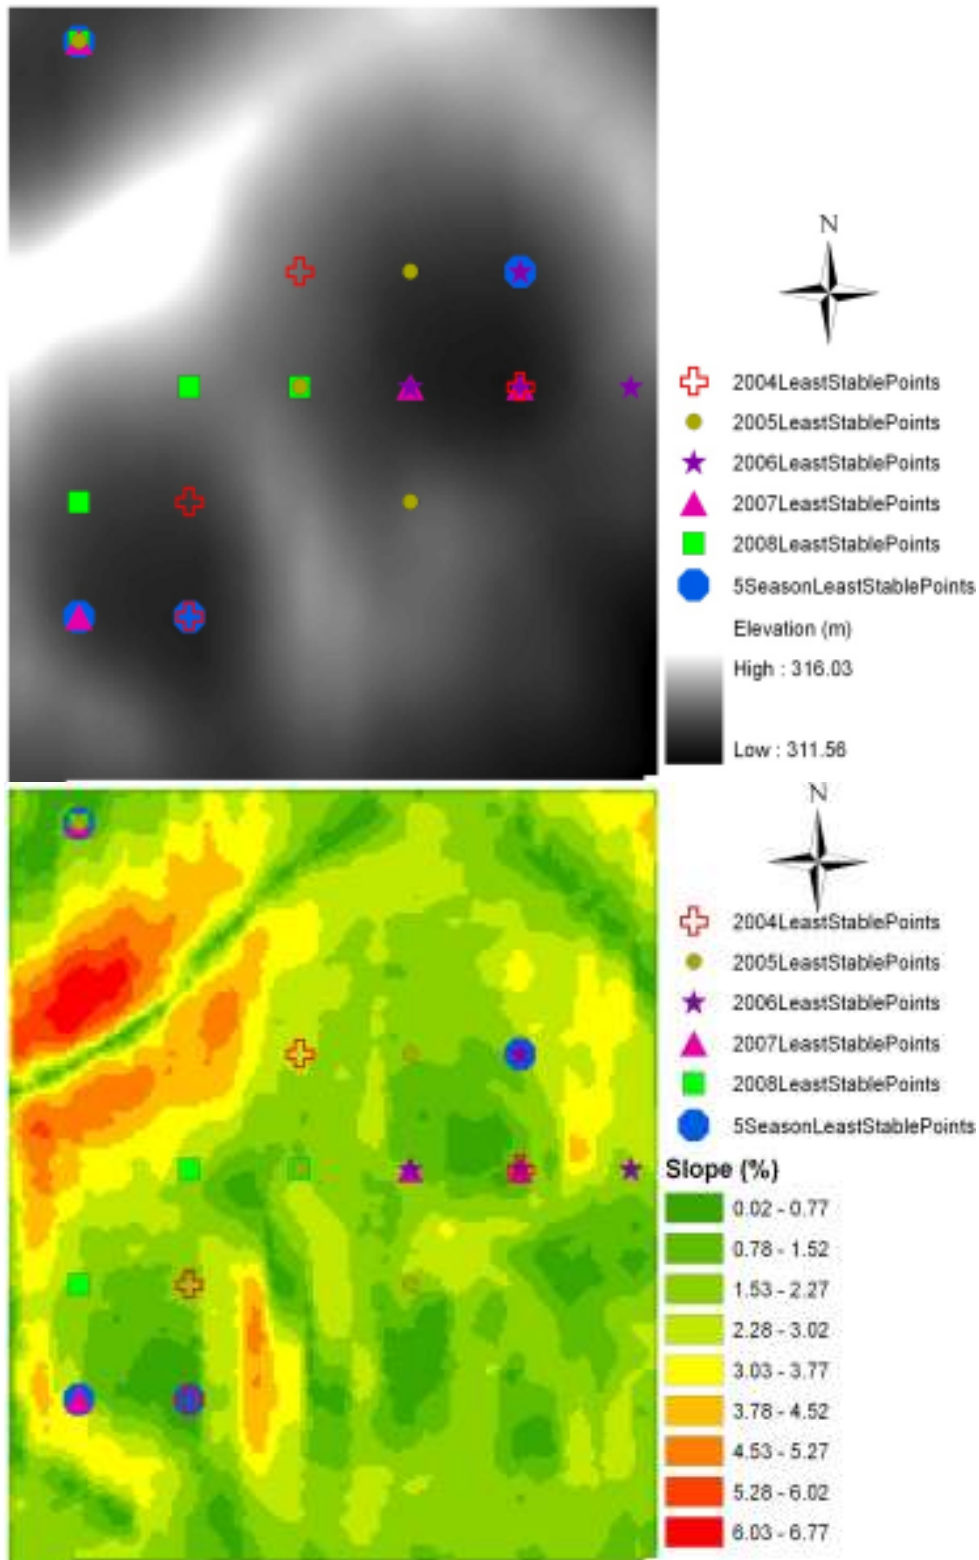 N
2004LeastStablePoints
2005LeastStablePoints
2006LeastStablePoints
2007LeastStablePoints
2008LeastStablePoints
5SeasonLeastStablePoints
Elevation (m)
High : 316.03
Low : 311.56
N
2004LeastStablePoints
2005LeastStablePoints
2006LeastStablePoints
2007LeastStablePoints
2008LeastStablePoints
5SeasonLeastStablePoints
Slope (%)
0.02 - 0.77
0.78 - 1.52
1.53 - 2.27
2.28 - 3.02
3.03 - 3.77
3.78 - 4.52
4.53 - 5.27
5.28 - 6.02
6.03 - 6.77